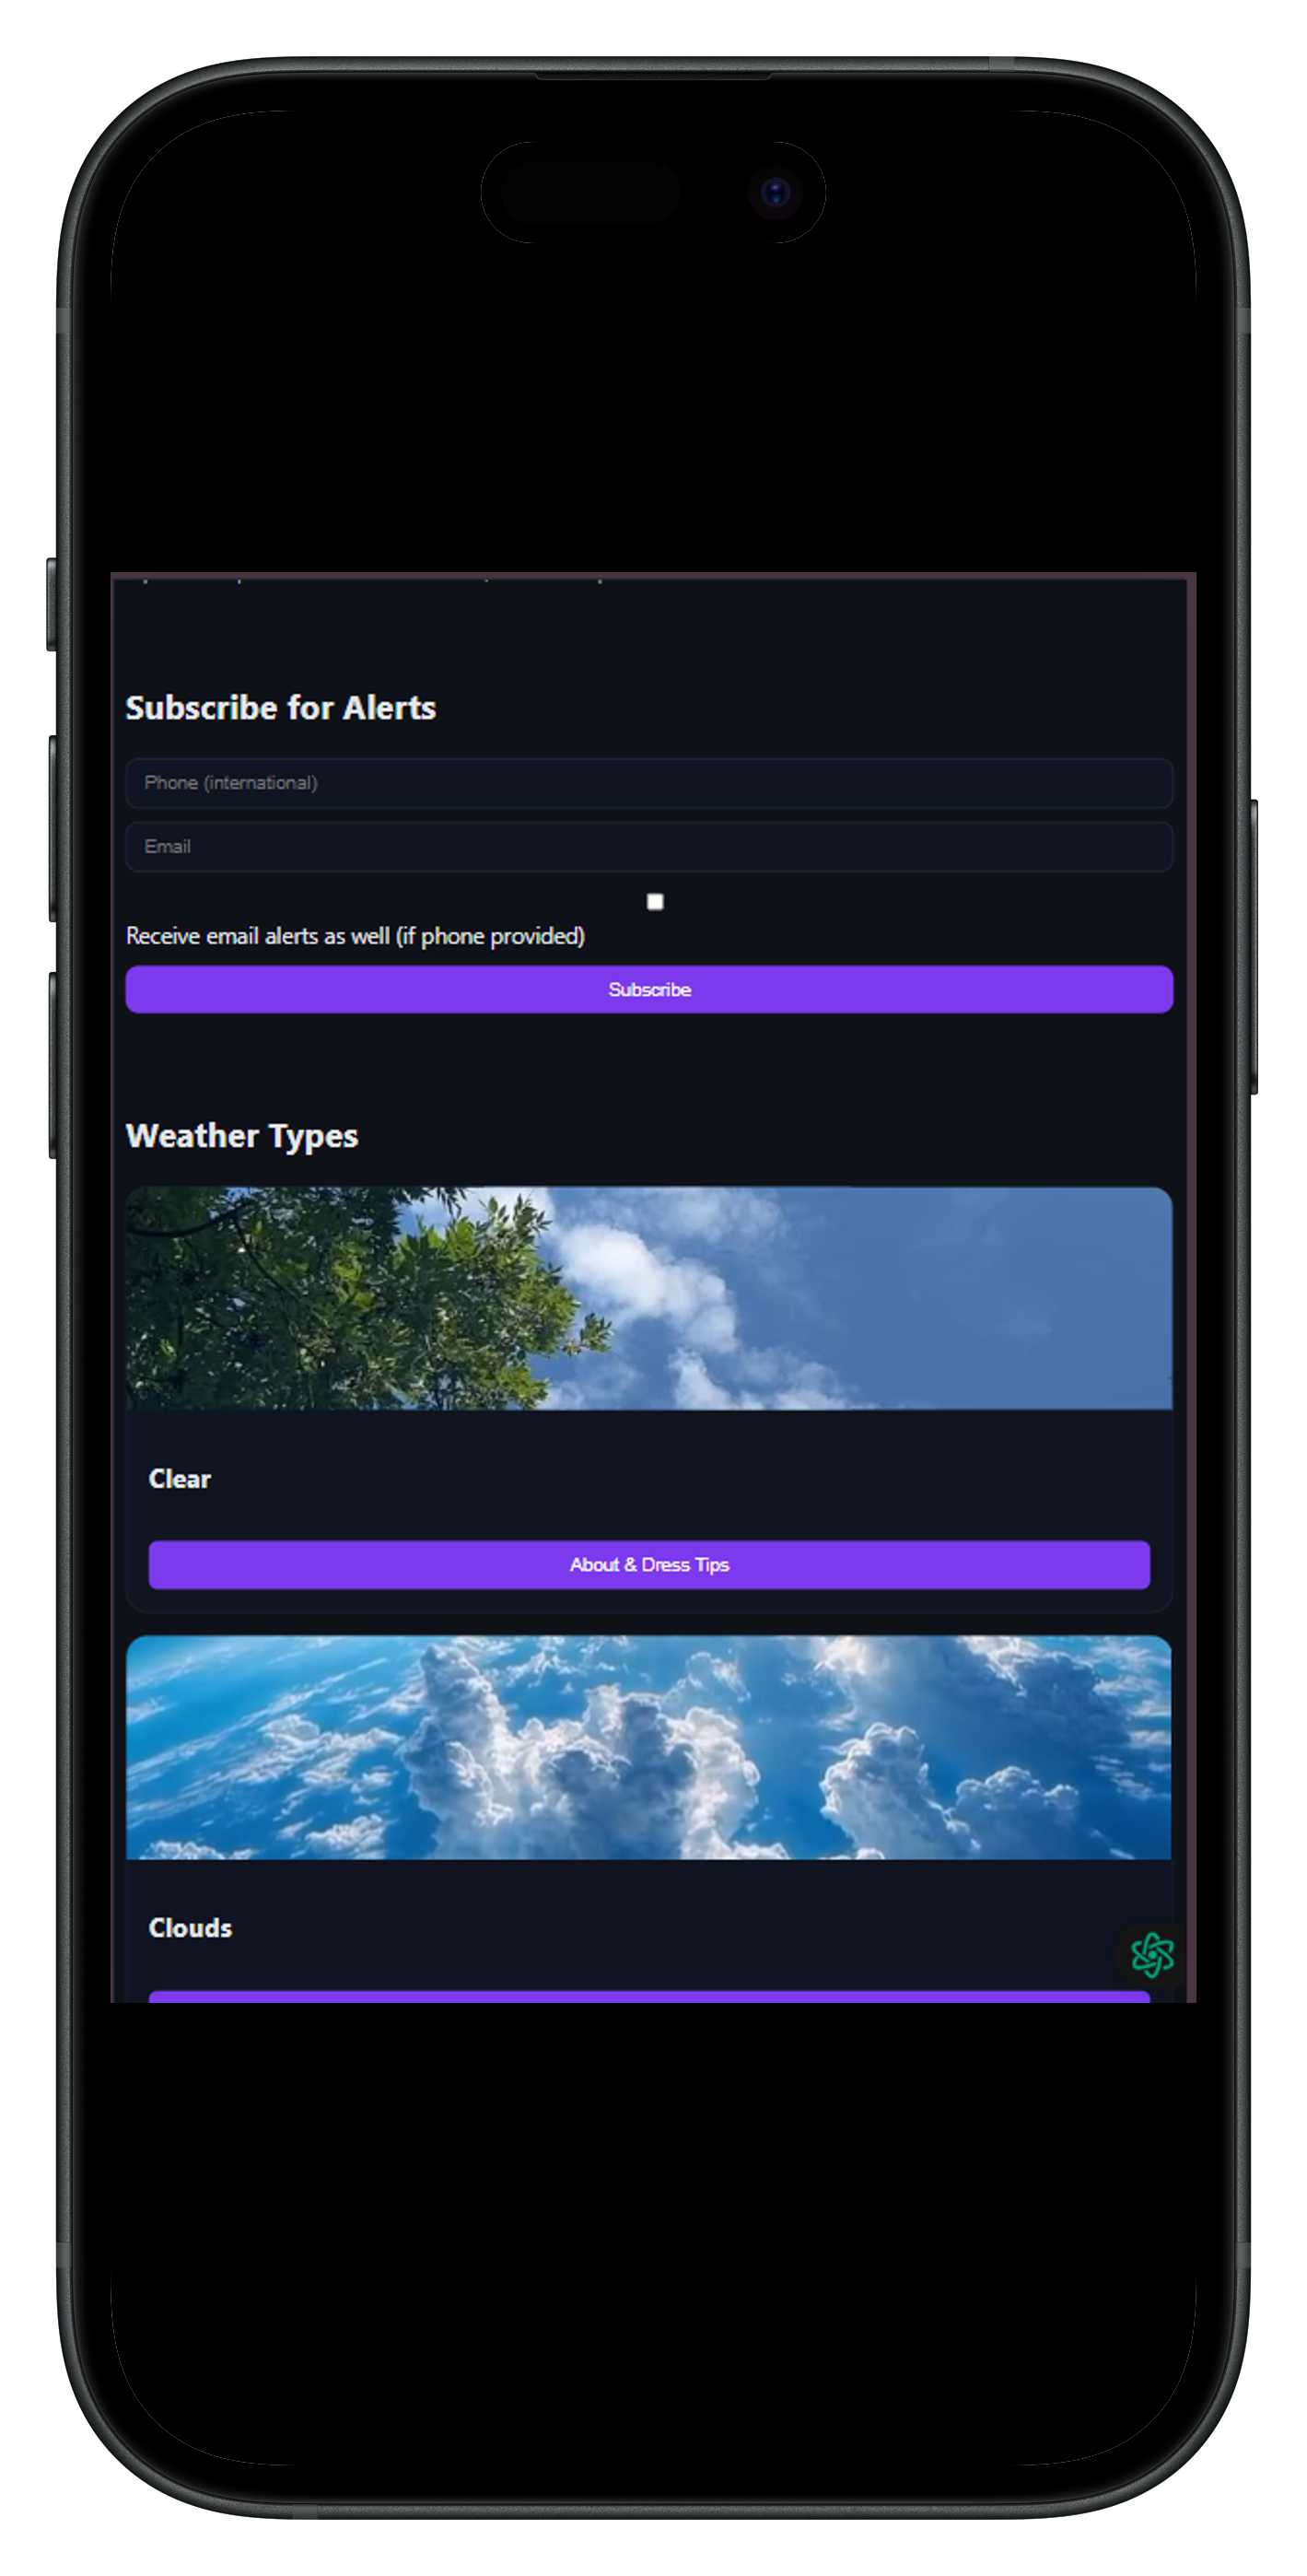 Subscribe for Alerts
Phone (international)
Email
Receive email alerts as well (if phone provided)
Subscribe
Weather Types
Clear
About & Dress Tips
Clouds